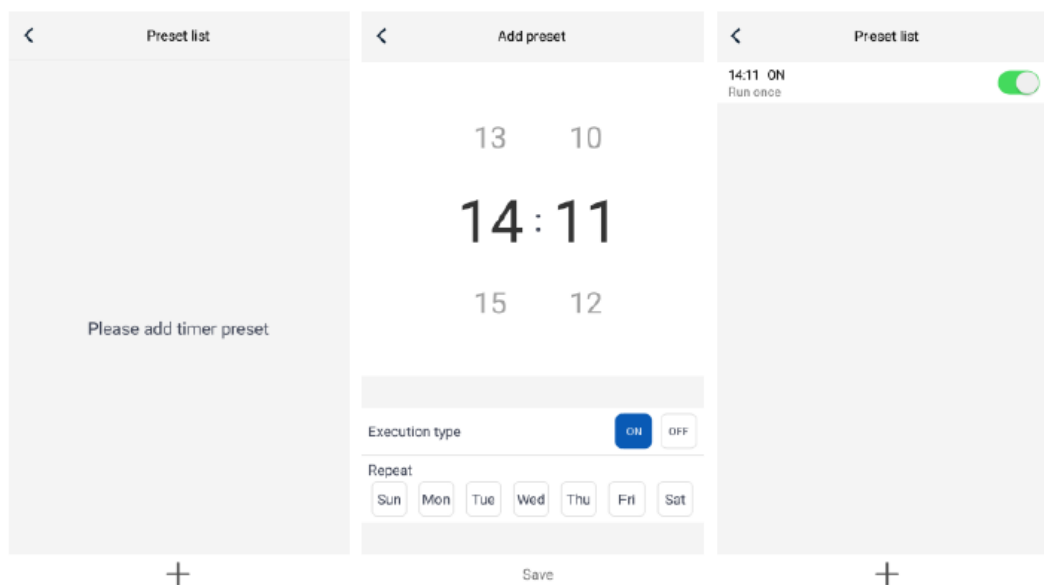 Preset list
Please add timer preset
Add preset
13 10
14 : 11
15 12
Execution type ON OFF
Repeat
Sun Mon Tue Wed Thu Fri Sat
Save
Preset list
14:11 ON
Run once